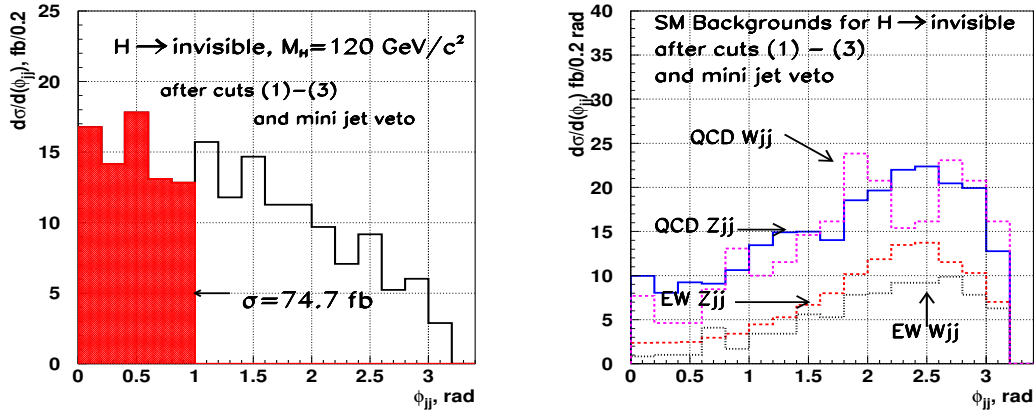 dσ/d(ϕjj), fb/0.2
25
20
15
10
5
0
H → invisible, M_H=120 GeV/c²
after cuts (1)−(3)
and mini jet veto
σ=74.7 fb
0 0.5 1 1.5 2 2.5 3
ϕjj, rad
dσ/d(ϕjj) fb/0.2 rad
40
35
30
25
20
15
10
5
0
SM Backgrounds for H → invisible
after cuts (1) − (3)
and mini jet veto
QCD Wjj
QCD Zjj
EW Zjj
EW Wjj
0 0.5 1 1.5 2 2.5 3
ϕjj, rad